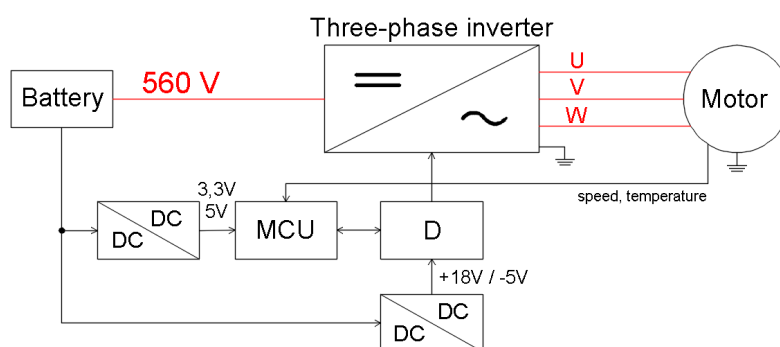 Three-phase inverter
Battery
560 V
U
V
W
Motor
speed, temperature
3,3V
5V
DC
DC
MCU
D
+18V / -5V
DC
DC